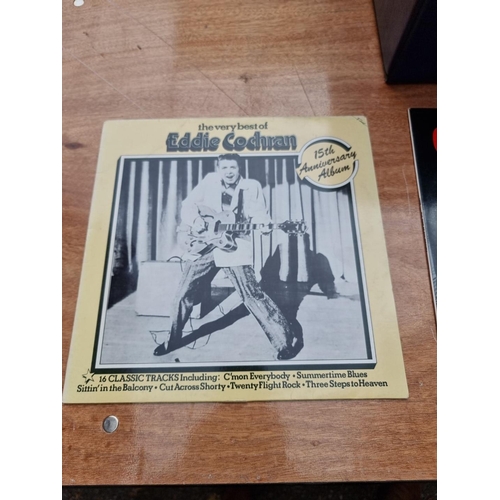 the very best of
Eddie Cochran
15th
Anniversary
Album
16 CLASSIC TRACKS Including: C'mon Everybody • Summertime Blues
Sittin' in the Balcony • Cut Across Shorty • Twenty Flight Rock • Three Steps to Heaven